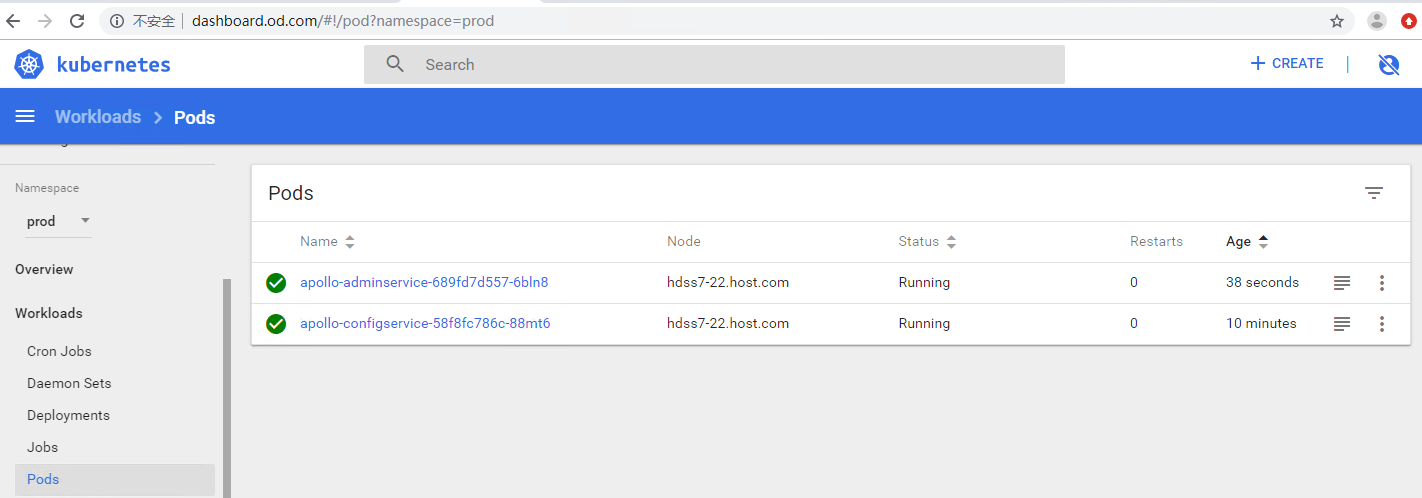 不安全 | dashboard.od.com/#!/pod?namespace=prod
kubernetes
Search
+ CREATE |
Workloads > Pods
Namespace
prod
Overview
Workloads
Cron Jobs
Daemon Sets
Deployments
Jobs
Pods
Pods
Name Node Status Restarts Age
apollo-adminservice-689fd7d557-6bln8 hdss7-22.host.com Running 0 38 seconds
apollo-configservice-58f8fc786c-88mt6 hdss7-22.host.com Running 0 10 minutes